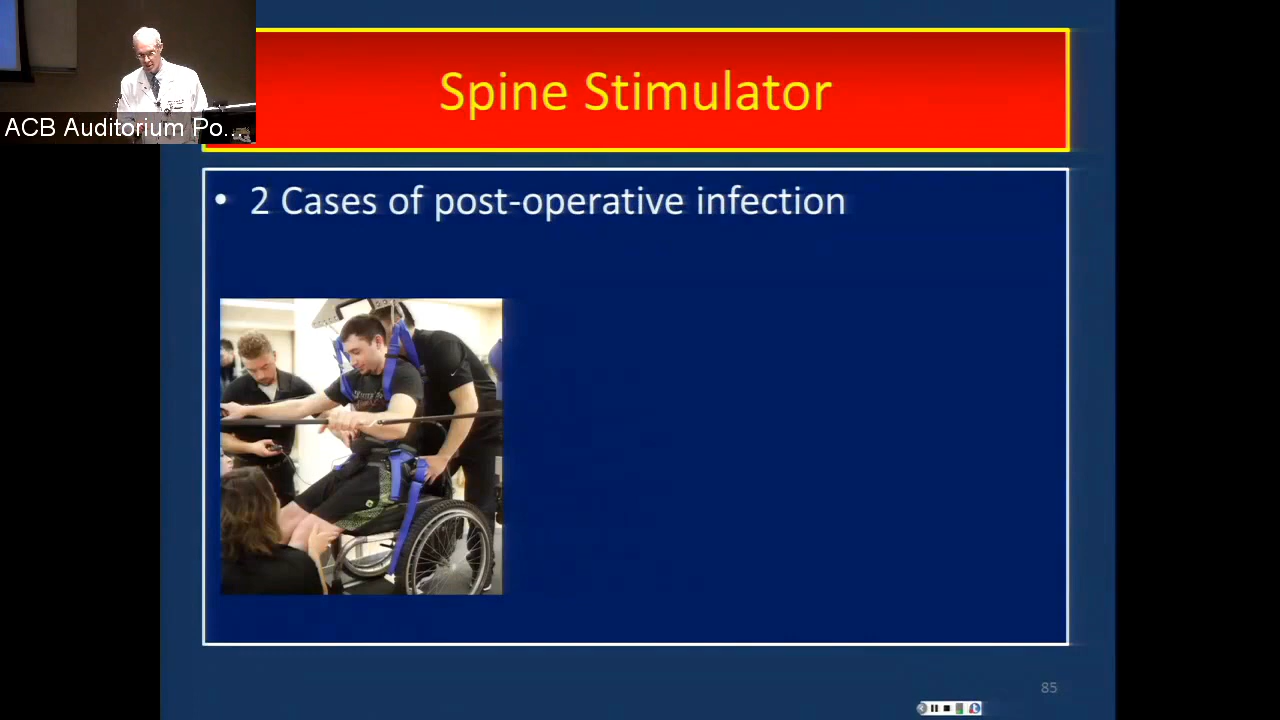 Spine Stimulator
ACB Auditorium Po...
• 2 Cases of post-operative infection
85